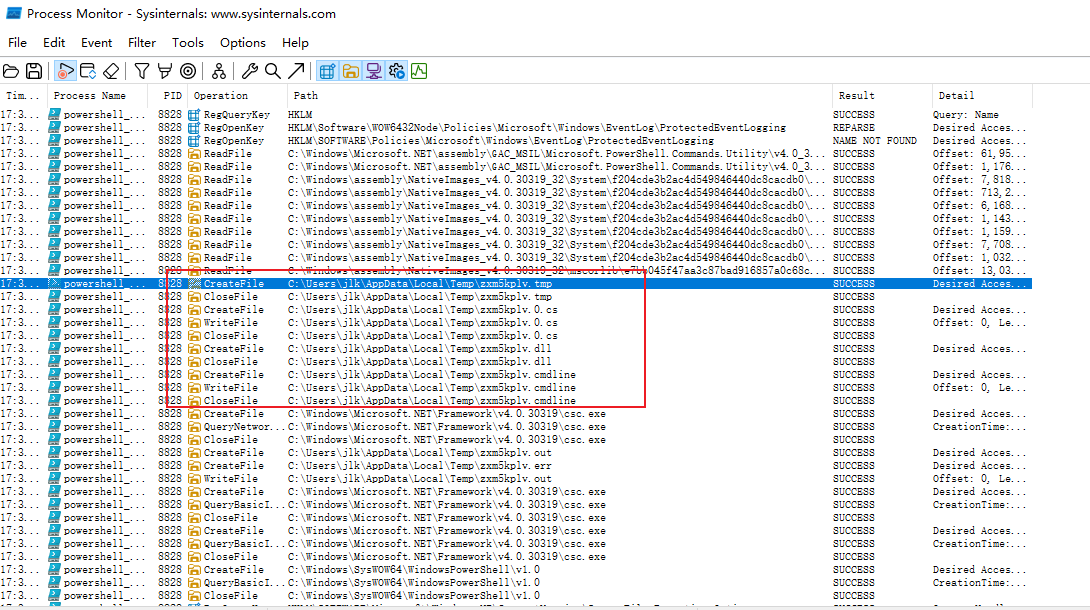 Process Monitor - Sysinternals: www.sysinternals.com
File Edit Event Filter Tools Options Help
Tim... Process Name PID Operation Path Result Detail
17:3... powershell_... 8828 RegQueryKey HKLM SUCCESS Query: Name
17:3... powershell_... 8828 RegOpenKey HKLM\Software\WOW6432Node\Policies\Microsoft\Windows\EventLog\ProtectedEventLogging REPARSE Desired Acces...
17:3... powershell_... 8828 RegOpenKey HKLM\SOFTWARE\Policies\Microsoft\Windows\EventLog\ProtectedEventLogging NAME NOT FOUND Desired Acces...
17:3... powershell_... 8828 ReadFile C:\Windows\Microsoft.NET\assembly\GAC_MSIL\Microsoft.PowerShell.Commands.Utility\v4.0_3... SUCCESS Offset: 61,95...
17:3... powershell_... 8828 ReadFile C:\Windows\Microsoft.NET\assembly\GAC_MSIL\Microsoft.PowerShell.Commands.Utility\v4.0_3... SUCCESS Offset: 1,176...
17:3... powershell_... 8828 ReadFile C:\Windows\assembly\NativeImages_v4.0.30319_32\System\f204cde3b2ac4d549846440dc8cacdb0\... SUCCESS Offset: 7,818...
17:3... powershell_... 8828 ReadFile C:\Windows\assembly\NativeImages_v4.0.30319_32\System\f204cde3b2ac4d549846440dc8cacdb0\... SUCCESS Offset: 713,2...
17:3... powershell_... 8828 ReadFile C:\Windows\assembly\NativeImages_v4.0.30319_32\System\f204cde3b2ac4d549846440dc8cacdb0\... SUCCESS Offset: 6,168...
17:3... powershell_... 8828 ReadFile C:\Windows\assembly\NativeImages_v4.0.30319_32\System\f204cde3b2ac4d549846440dc8cacdb0\... SUCCESS Offset: 1,143...
17:3... powershell_... 8828 ReadFile C:\Windows\assembly\NativeImages_v4.0.30319_32\System\f204cde3b2ac4d549846440dc8cacdb0\... SUCCESS Offset: 1,159...
17:3... powershell_... 8828 ReadFile C:\Windows\assembly\NativeImages_v4.0.30319_32\System\f204cde3b2ac4d549846440dc8cacdb0\... SUCCESS Offset: 7,708...
17:3... powershell_... 8828 ReadFile C:\Windows\assembly\NativeImages_v4.0.30319_32\System\f204cde3b2ac4d549846440dc8cacdb0\... SUCCESS Offset: 1,032...
17:3... powershell_... 8828 ReadFile SUCCESS Offset: 13,03...
17:3... powershell_... 8828 CreateFile C:\Users\jlk\AppData\Local\Temp\zxm5kplv.tmp SUCCESS Desired Acces...
17:3... powershell_... 8828 CloseFile C:\Users\jlk\AppData\Local\Temp\zxm5kplv.tmp SUCCESS
17:3... powershell_... 8828 CreateFile C:\Users\jlk\AppData\Local\Temp\zxm5kplv.0.cs SUCCESS Desired Acces...
17:3... powershell_... 8828 WriteFile C:\Users\jlk\AppData\Local\Temp\zxm5kplv.0.cs SUCCESS Offset: 0, Le...
17:3... powershell_... 8828 CloseFile C:\Users\jlk\AppData\Local\Temp\zxm5kplv.0.cs SUCCESS
17:3... powershell_... 8828 CreateFile C:\Users\jlk\AppData\Local\Temp\zxm5kplv.dll SUCCESS Desired Acces...
17:3... powershell_... 8828 CloseFile C:\Users\jlk\AppData\Local\Temp\zxm5kplv.dll SUCCESS
17:3... powershell_... 8828 CreateFile C:\Users\jlk\AppData\Local\Temp\zxm5kplv.cmdline SUCCESS Desired Acces...
17:3... powershell_... 8828 WriteFile C:\Users\jlk\AppData\Local\Temp\zxm5kplv.cmdline SUCCESS Offset: 0, Le...
17:3... powershell_... 8828 CloseFile C:\Users\jlk\AppData\Local\Temp\zxm5kplv.cmdline SUCCESS
17:3... powershell_... 8828 CreateFile C:\Windows\Microsoft.NET\Framework\v4.0.30319\csc.exe SUCCESS Desired Acces...
17:3... powershell_... 8828 QueryNetwor... C:\Windows\Microsoft.NET\Framework\v4.0.30319\csc.exe SUCCESS CreationTime:...
17:3... powershell_... 8828 CloseFile C:\Windows\Microsoft.NET\Framework\v4.0.30319\csc.exe SUCCESS
17:3... powershell_... 8828 CreateFile C:\Users\jlk\AppData\Local\Temp\zxm5kplv.out SUCCESS Desired Acces...
17:3... powershell_... 8828 CreateFile C:\Users\jlk\AppData\Local\Temp\zxm5kplv.err SUCCESS Desired Acces...
17:3... powershell_... 8828 WriteFile C:\Users\jlk\AppData\Local\Temp\zxm5kplv.out SUCCESS Offset: 0, Le...
17:3... powershell_... 8828 CreateFile C:\Windows\Microsoft.NET\Framework\v4.0.30319\csc.exe SUCCESS Desired Acces...
17:3... powershell_... 8828 QueryBasicI... C:\Windows\Microsoft.NET\Framework\v4.0.30319\csc.exe SUCCESS CreationTime:...
17:3... powershell_... 8828 CloseFile C:\Windows\Microsoft.NET\Framework\v4.0.30319\csc.exe SUCCESS
17:3... powershell_... 8828 CreateFile C:\Windows\Microsoft.NET\Framework\v4.0.30319\csc.exe SUCCESS Desired Acces...
17:3... powershell_... 8828 QueryBasicI... C:\Windows\Microsoft.NET\Framework\v4.0.30319\csc.exe SUCCESS CreationTime:...
17:3... powershell_... 8828 CloseFile C:\Windows\Microsoft.NET\Framework\v4.0.30319\csc.exe SUCCESS
17:3... powershell_... 8828 CreateFile C:\Windows\SysWOW64\WindowsPowerShell\v1.0 SUCCESS Desired Acces...
17:3... powershell_... 8828 QueryBasicI... C:\Windows\SysWOW64\WindowsPowerShell\v1.0 SUCCESS CreationTime:...
17:3... powershell_... 8828 CloseFile C:\Windows\SysWOW64\WindowsPowerShell\v1.0 SUCCESS